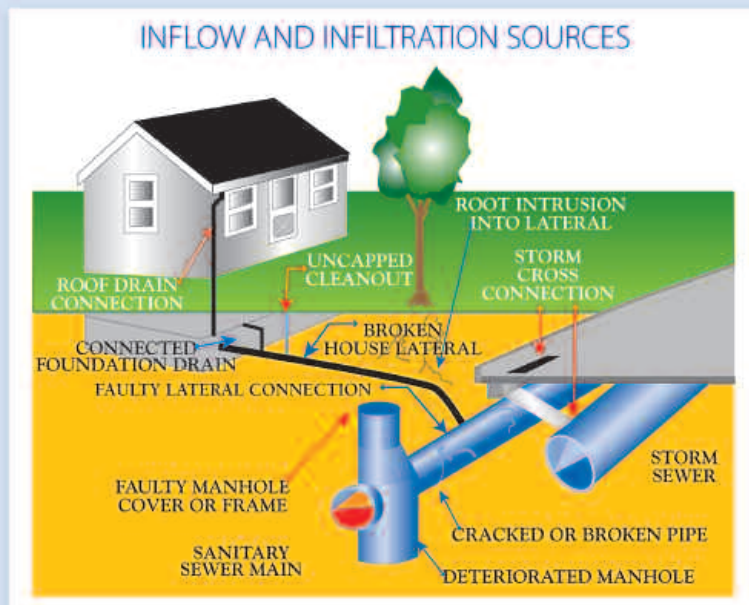 INFLOW AND INFILTRATION SOURCES
ROOT INTRUSION
INTO LATERAL
UNCAPPED
CLEANOUT
STORM
CROSS
CONNECTION
ROOF DRAIN
CONNECTION
CONNECTED
FOUNDATION DRAIN
BROKEN
HOUSE LATERAL
FAULTY LATERAL CONNECTION
STORM
SEWER
FAULTY MANHOLE
COVER OR FRAME
CRACKED OR BROKEN PIPE
SANITARY
SEWER MAIN
DETERIORATED MANHOLE